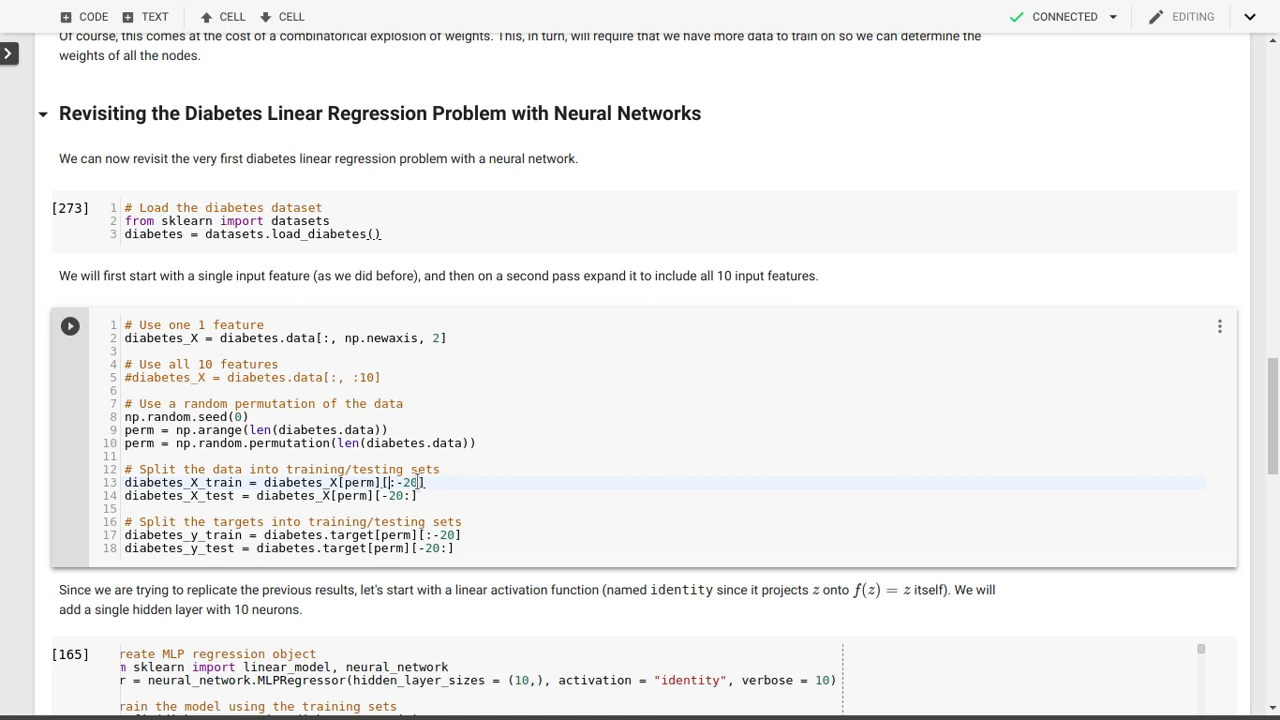 CODE TEXT CELL CELL CONNECTED EDITING
Of course, this comes at the cost of a combinatorical explosion of weights. This, in turn, will require that we have more data to train on so we can determine the
weights of all the nodes.
Revisiting the Diabetes Linear Regression Problem with Neural Networks
We can now revisit the very first diabetes linear regression problem with a neural network.
[273] 1 # Load the diabetes dataset
2 from sklearn import datasets
3 diabetes = datasets.load_diabetes()
We will first start with a single input feature (as we did before), and then on a second pass expand it to include all 10 input features.
1 # Use one 1 feature
2 diabetes_X = diabetes.data[:, np.newaxis, 2]
3
4 # Use all 10 features
5 #diabetes_X = diabetes.data[:, :10]
6
7 # Use a random permutation of the data
8 np.random.seed(0)
9 perm = np.arange(len(diabetes.data))
10 perm = np.random.permutation(len(diabetes.data))
11
12 # Split the data into training/testing sets
13 diabetes_X_train = diabetes_X[perm][:-20]
14 diabetes_X_test = diabetes_X[perm][-20:]
15
16 # Split the targets into training/testing sets
17 diabetes_y_train = diabetes.target[perm][:-20]
18 diabetes_y_test = diabetes.target[perm][-20:]
Since we are trying to replicate the previous results, let's start with a linear activation function (named identity since it projects z onto f(z) = z itself). We will
add a single hidden layer with 10 neurons.
[165] reate MLP regression object
m sklearn import linear_model, neural_network
r = neural_network.MLPRegressor(hidden_layer_sizes = (10,), activation = "identity", verbose = 10)
rain the model using the training sets